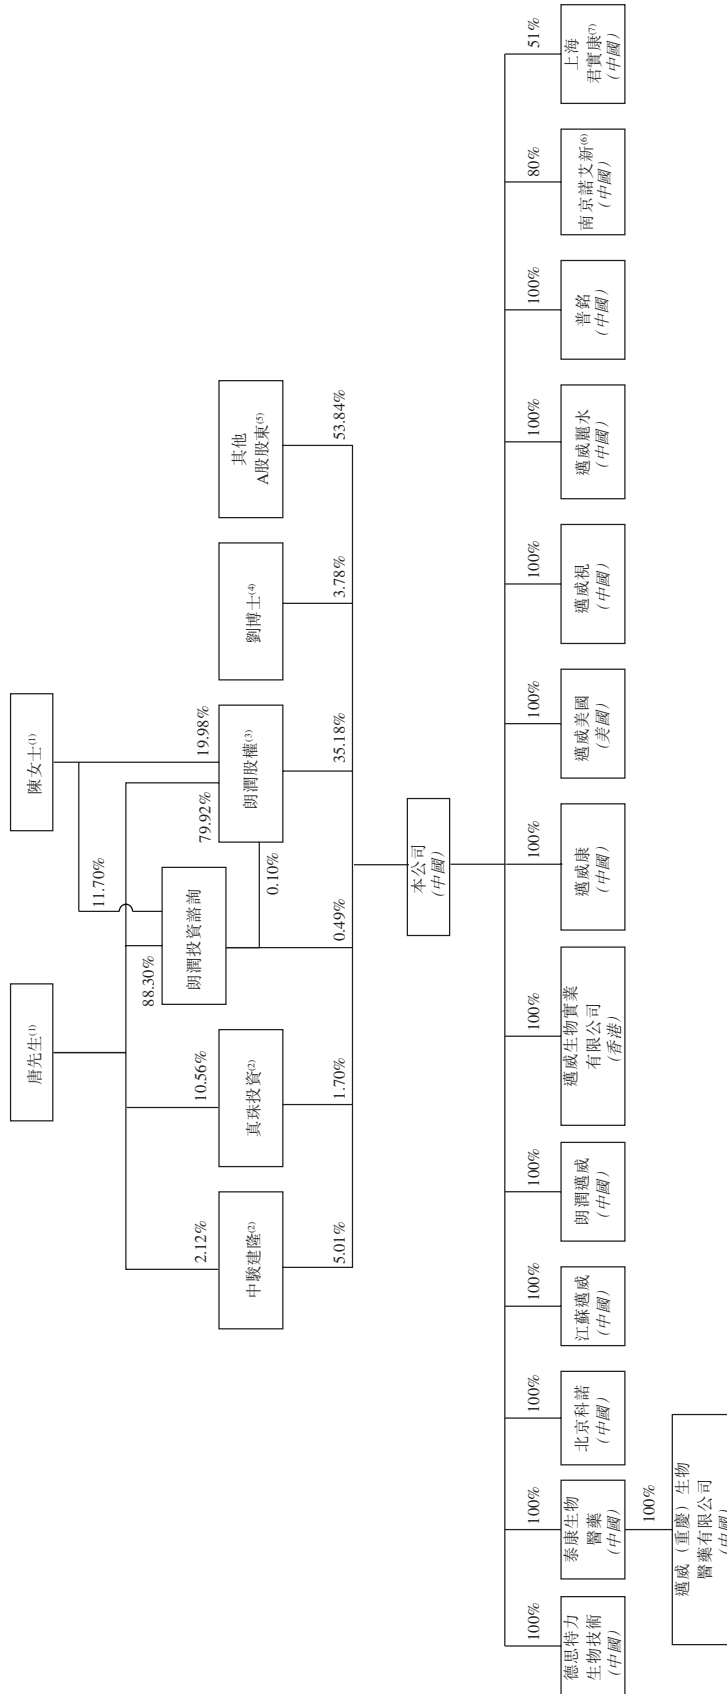 唐先生(1)
陳女士(1)
88.30%
11.70%
朗潤投資諮詢
2.12%
10.56%
79.92%
19.98%
中駿建隆(2)
真珠投資(2)
朗潤股權(3)
劉博士(4)
其他
A股股東(5)
0.10%
5.01%
1.70%
0.49%
35.18%
3.78%
53.84%
本公司
(中國)
100%
100%
100%
100%
100%
100%
100%
100%
100%
100%
100%
80%
51%
德思特力
生物技術
(中國)
泰康生物
醫藥
(中國)
北京科諾
(中國)
江蘇邁威
(中國)
朗潤邁威
(中國)
邁威生物實業
有限公司
(香港)
邁威康
(中國)
邁威美國
(美國)
邁威視
(中國)
邁威麗水
(中國)
普銘
(中國)
南京諾艾新(6)
(中國)
上海
君實康(7)
(中國)
100%
邁威（重慶）生物
醫藥有限公司
(中國)